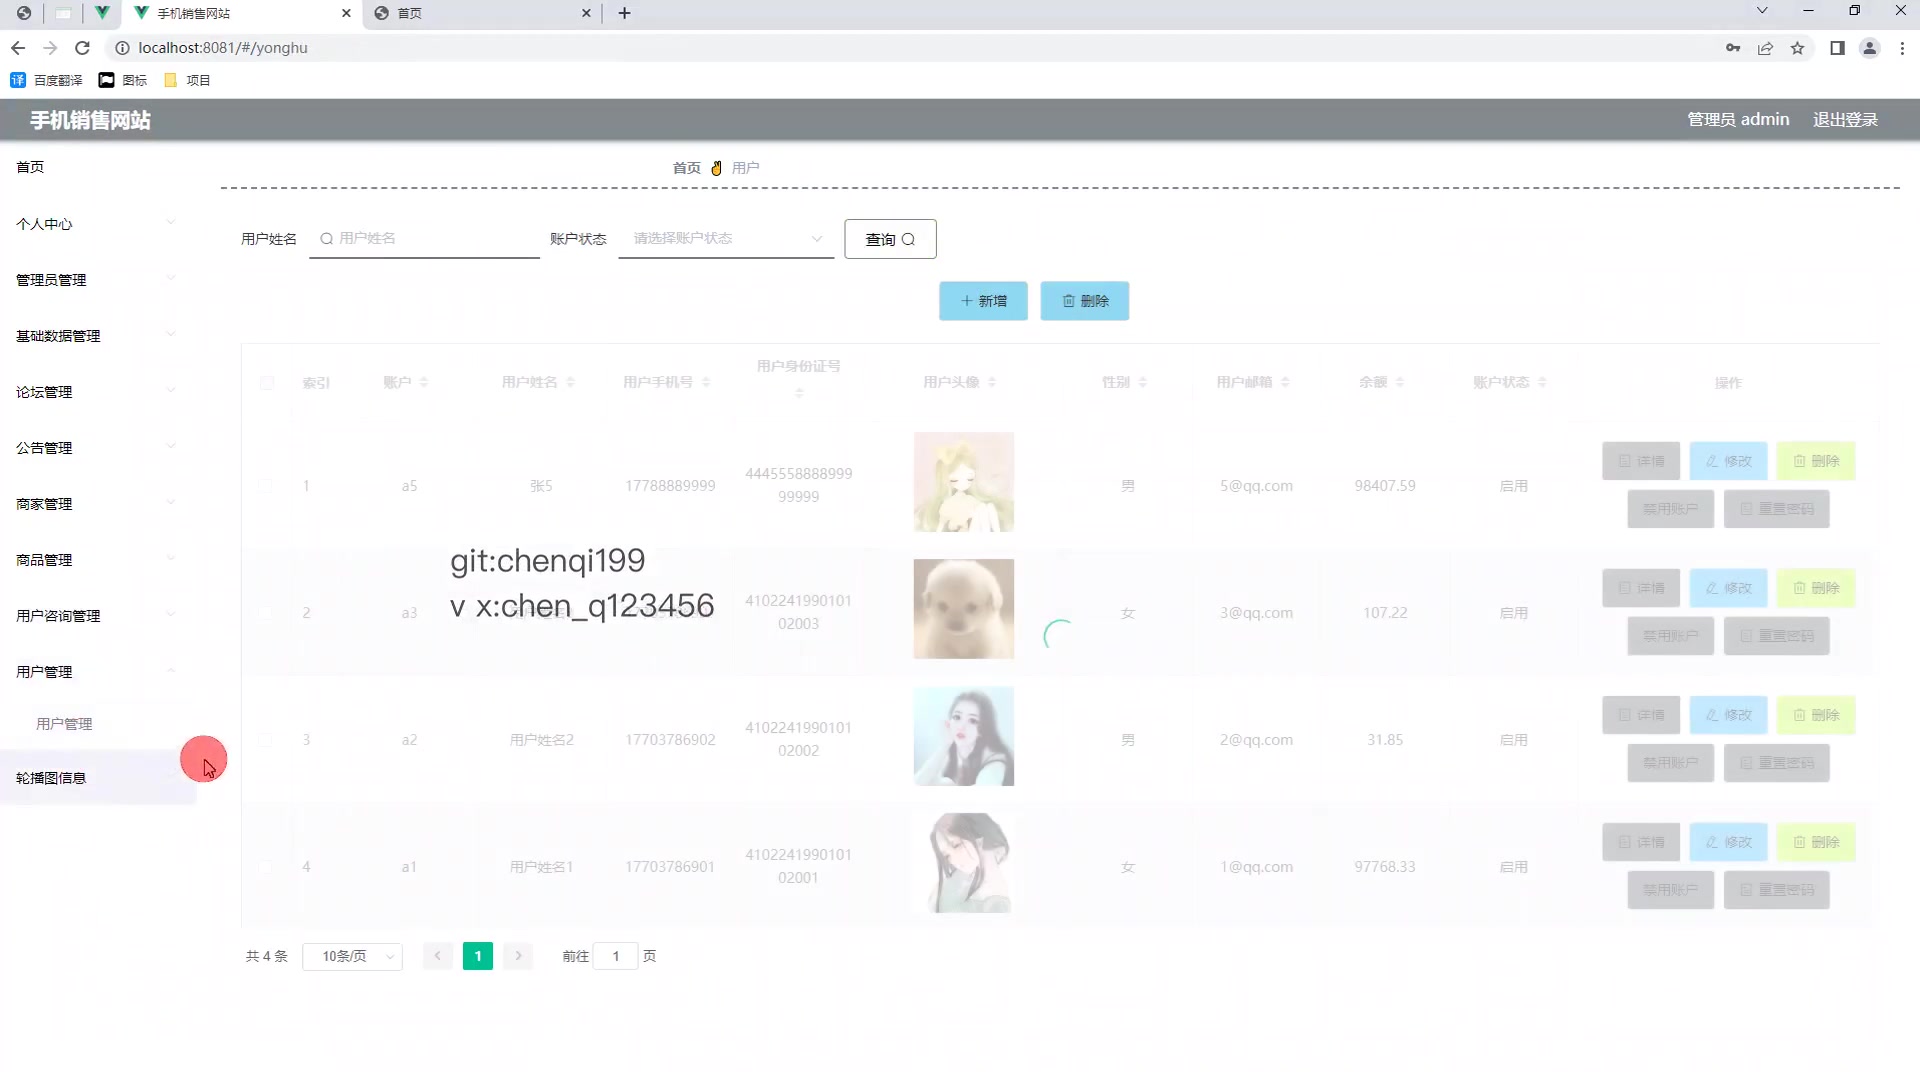 手机销售网站
首页
localhost:8081/#/yonghu
百度翻译 图标 项目
手机销售网站
管理员 admin 退出登录
首页 用户
首页
个人中心
管理员管理
基础数据管理
论坛管理
公告管理
商家管理
商品管理
用户咨询管理
用户管理
用户管理
轮播图信息
用户姓名 用户姓名 账户状态 请选择账户状态 查询
新增 删除
索引 账户 用户姓名 用户手机号 用户身份证号 用户头像 性别 用户邮箱 余额 账户状态 操作
1 a5 张5 17788889999 4445558888999
99999
男 5@qq.com 98407.59 启用
详情 修改 删除
禁用账户 重置密码
git:chenqi199
v x:chen_q123456
2 a3 4102241990101
02003
女 3@qq.com 107.22 启用
详情 修改 删除
禁用账户 重置密码
3 a2 用户姓名2 17703786902 4102241990101
02002
男 2@qq.com 31.85 启用
详情 修改 删除
禁用账户 重置密码
4 a1 用户姓名1 17703786901 4102241990101
02001
女 1@qq.com 97768.33 启用
详情 修改 删除
禁用账户 重置密码
共 4 条 10条/页 1 前往 1 页